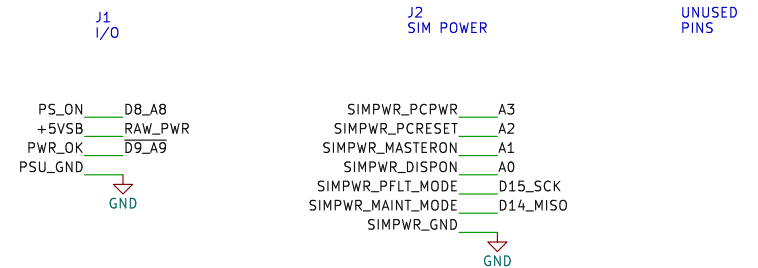 J1
I/O
J2
SIM POWER
UNUSED
PINS
PS_ON D8_A8
+5VSB RAW_PWR
PWR_OK D9_A9
PSU_GND
GND
SIMPWR_PCPWR A3
SIMPWR_PCRESET A2
SIMPWR_MASTERON A1
SIMPWR_DISPON A0
SIMPWR_PFLT_MODE D15_SCK
SIMPWR_MAINT_MODE D14_MISO
SIMPWR_GND
GND